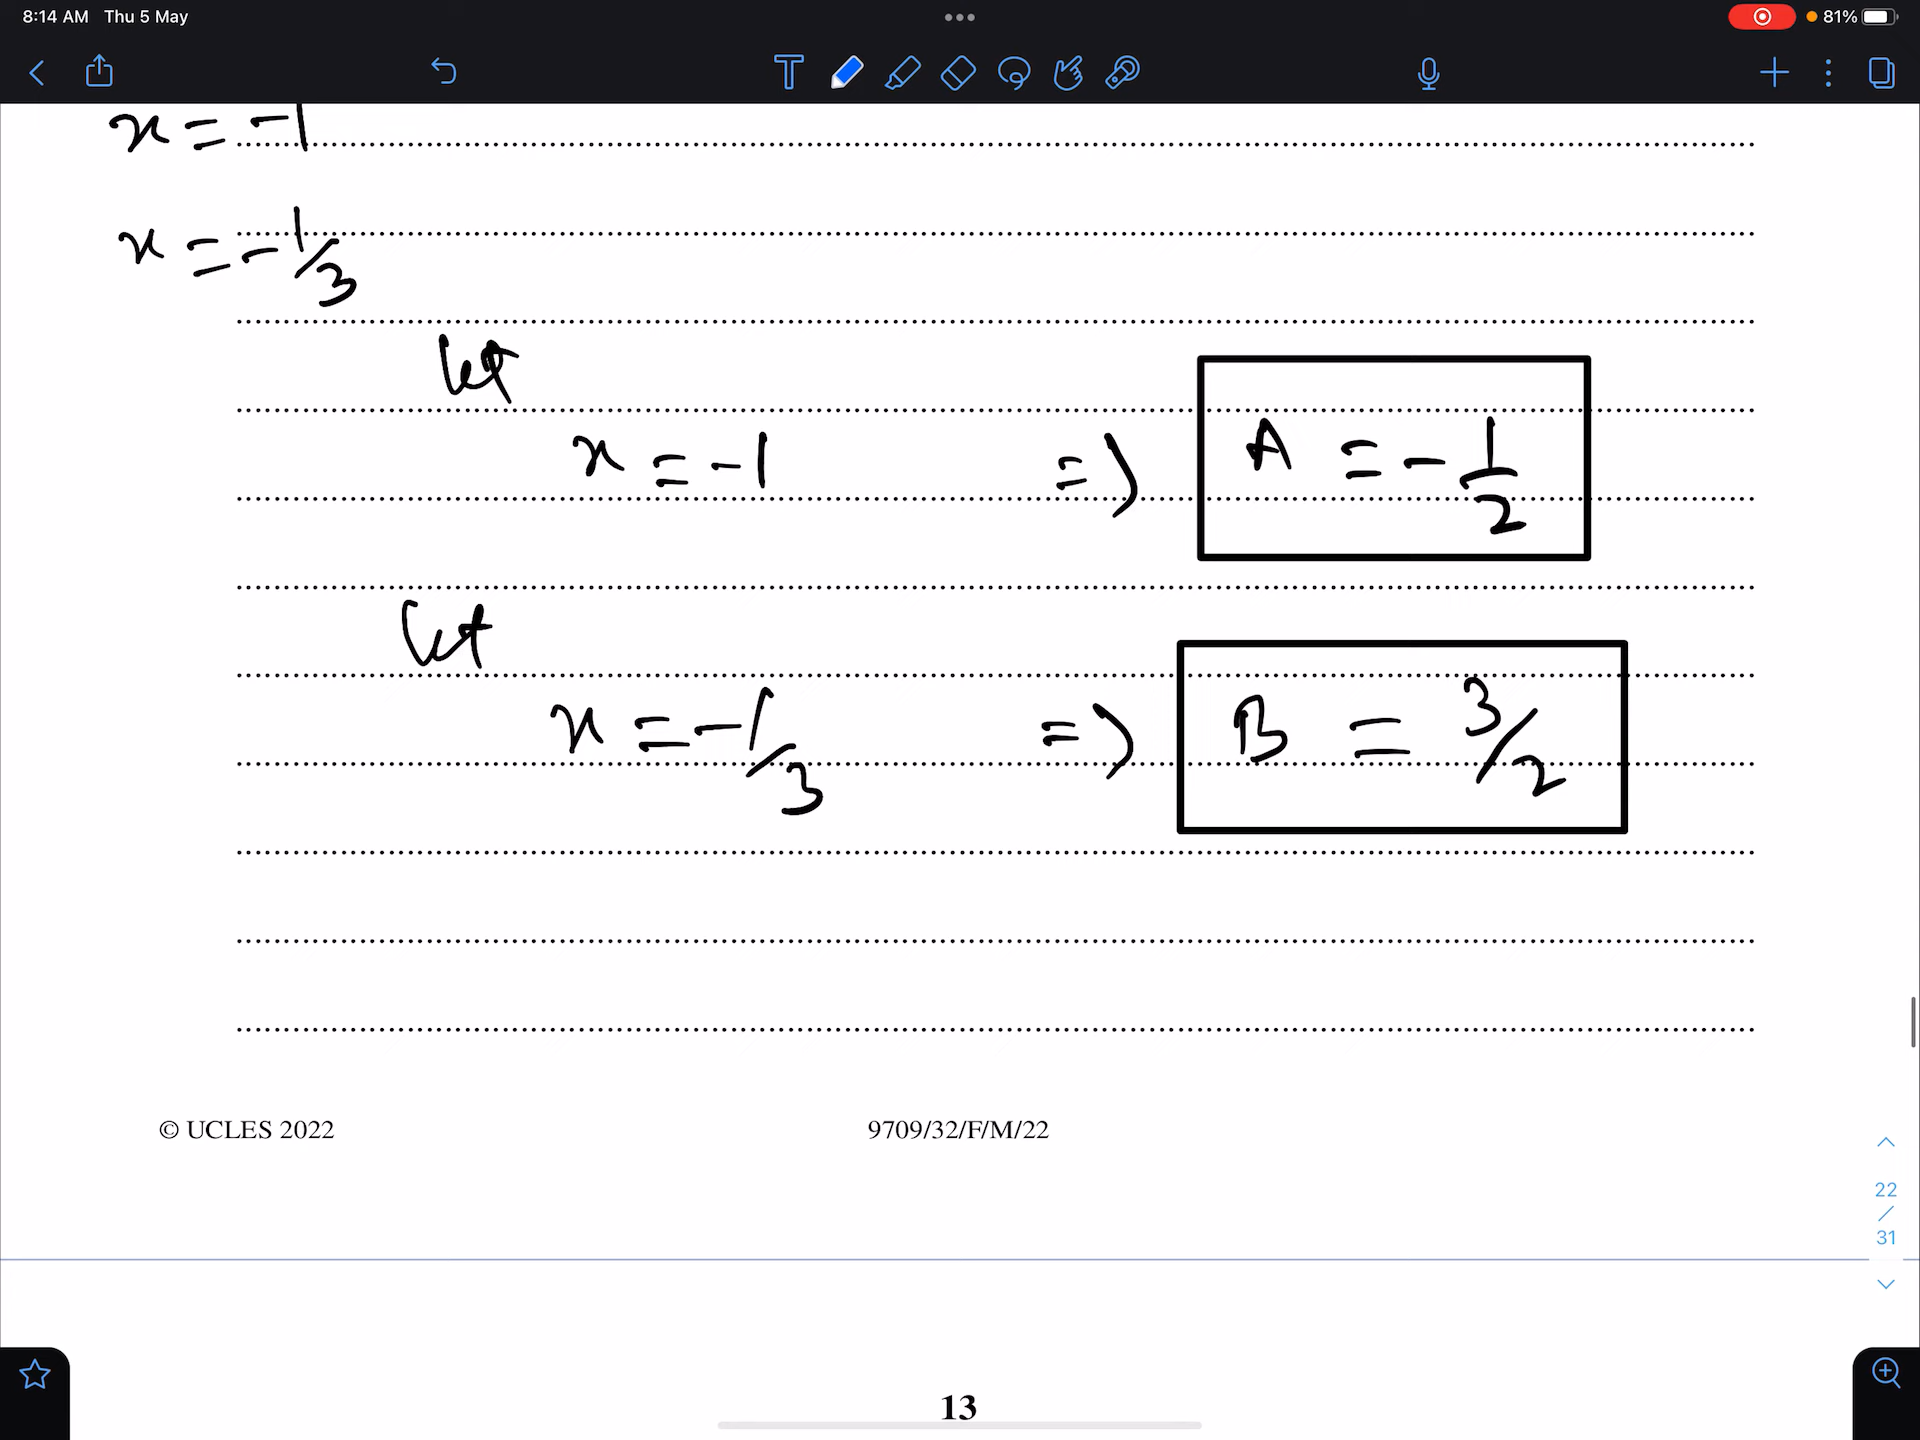 8:14 AM Thu 5 May
81%
x = -1
x = -1/3
let
x = -1 => A = -1/2
let
x = -1/3 => B = 3/2
© UCLES 2022
9709/32/F/M/22
22
/
31
13